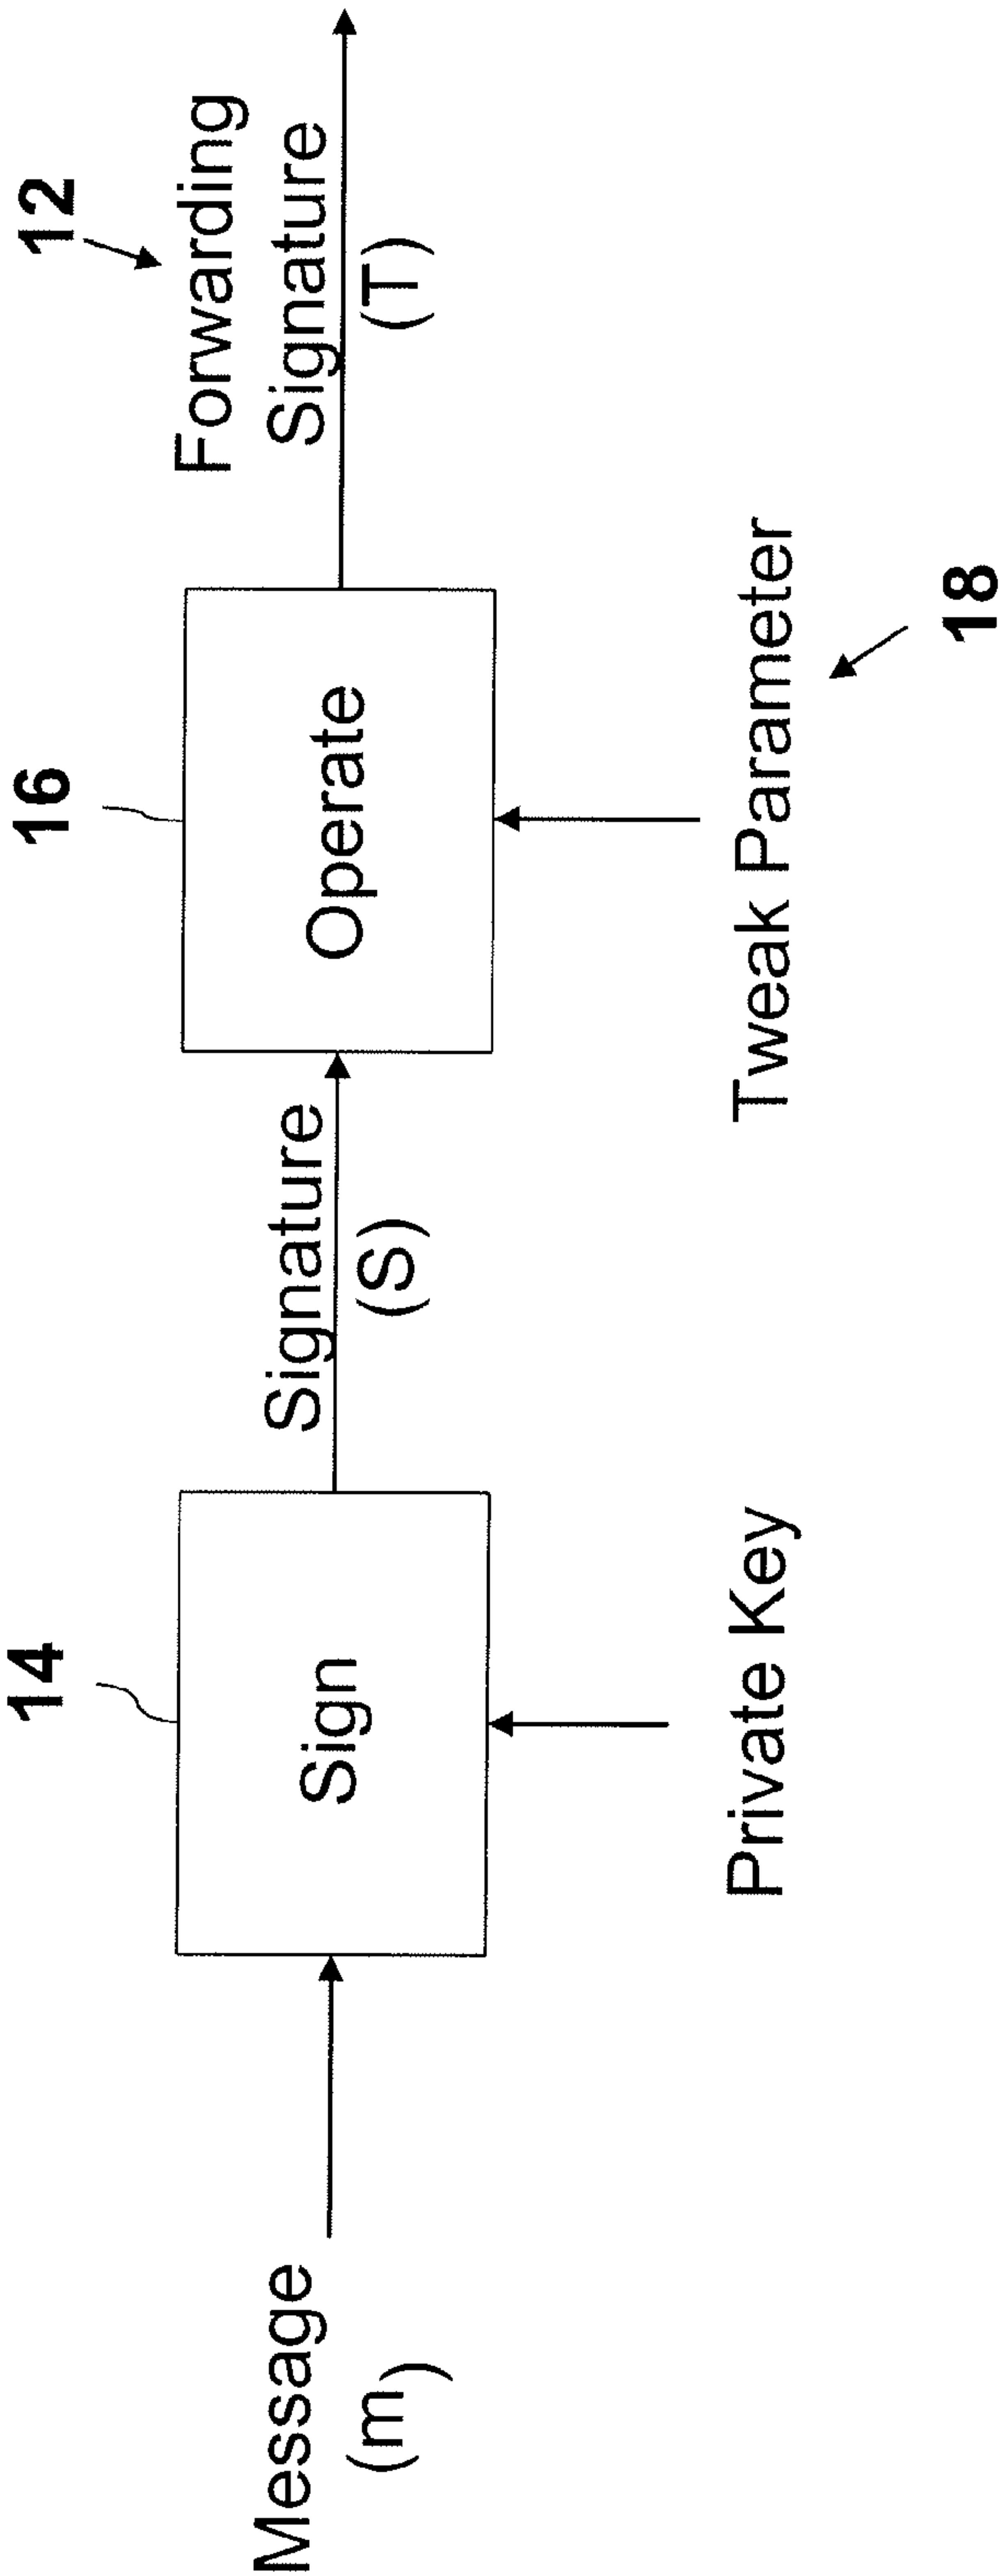 12
Forwarding
Signature
(T)
16
Operate
Tweak Parameter
18
Signature
(S)
14
Sign
Private Key
Message
(m)